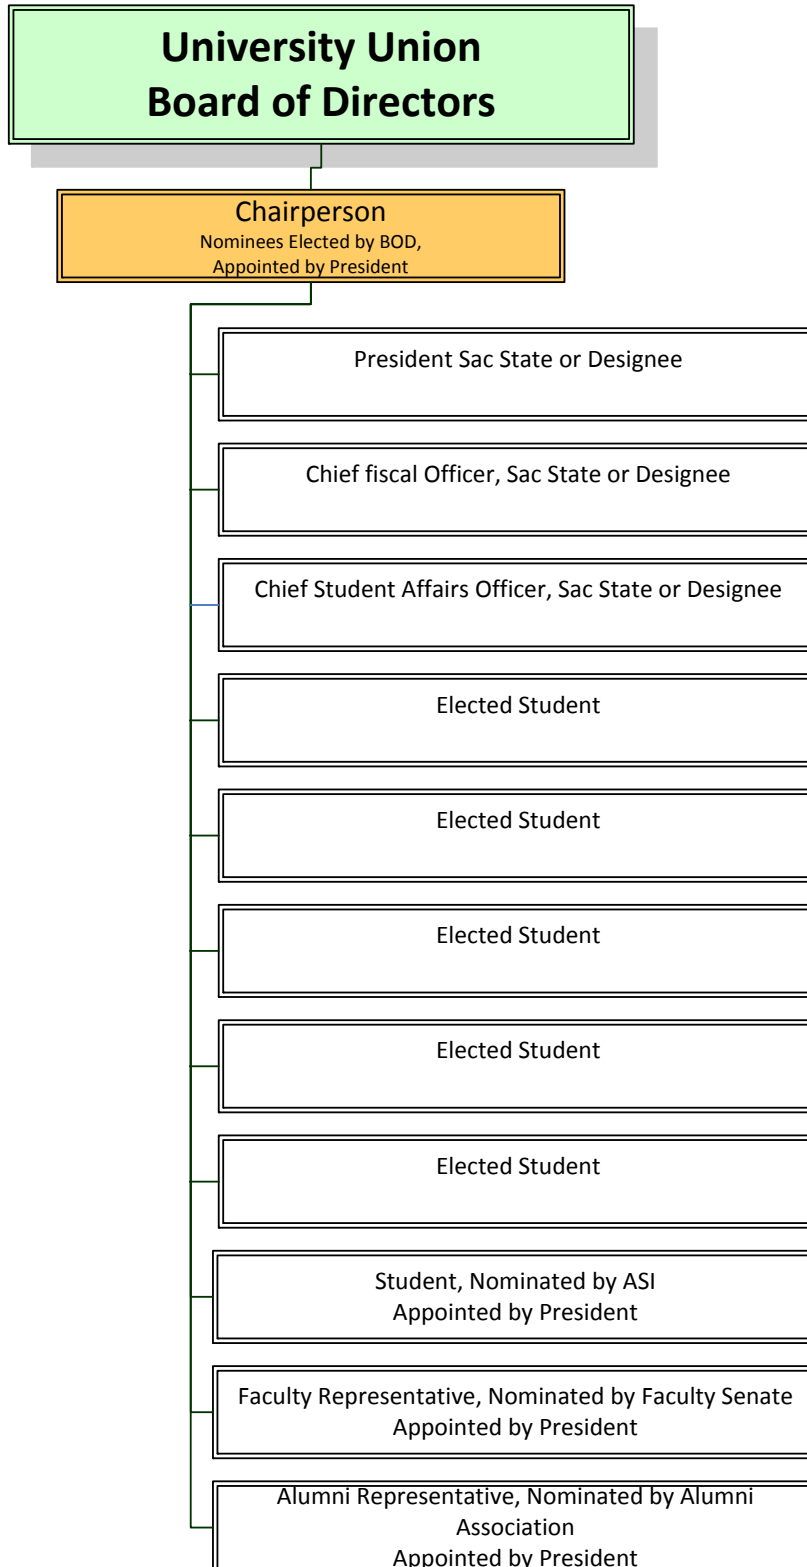 University Union
Board of Directors
Chairperson
Nominees Elected by BOD,
Appointed by President
President Sac State or Designee
Chief fiscal Officer, Sac State or Designee
Chief Student Affairs Officer, Sac State or Designee
Elected Student
Elected Student
Elected Student
Elected Student
Elected Student
Student, Nominated by ASI
Appointed by President
Faculty Representative, Nominated by Faculty Senate
Appointed by President
Alumni Representative, Nominated by Alumni
Association
Appointed by President